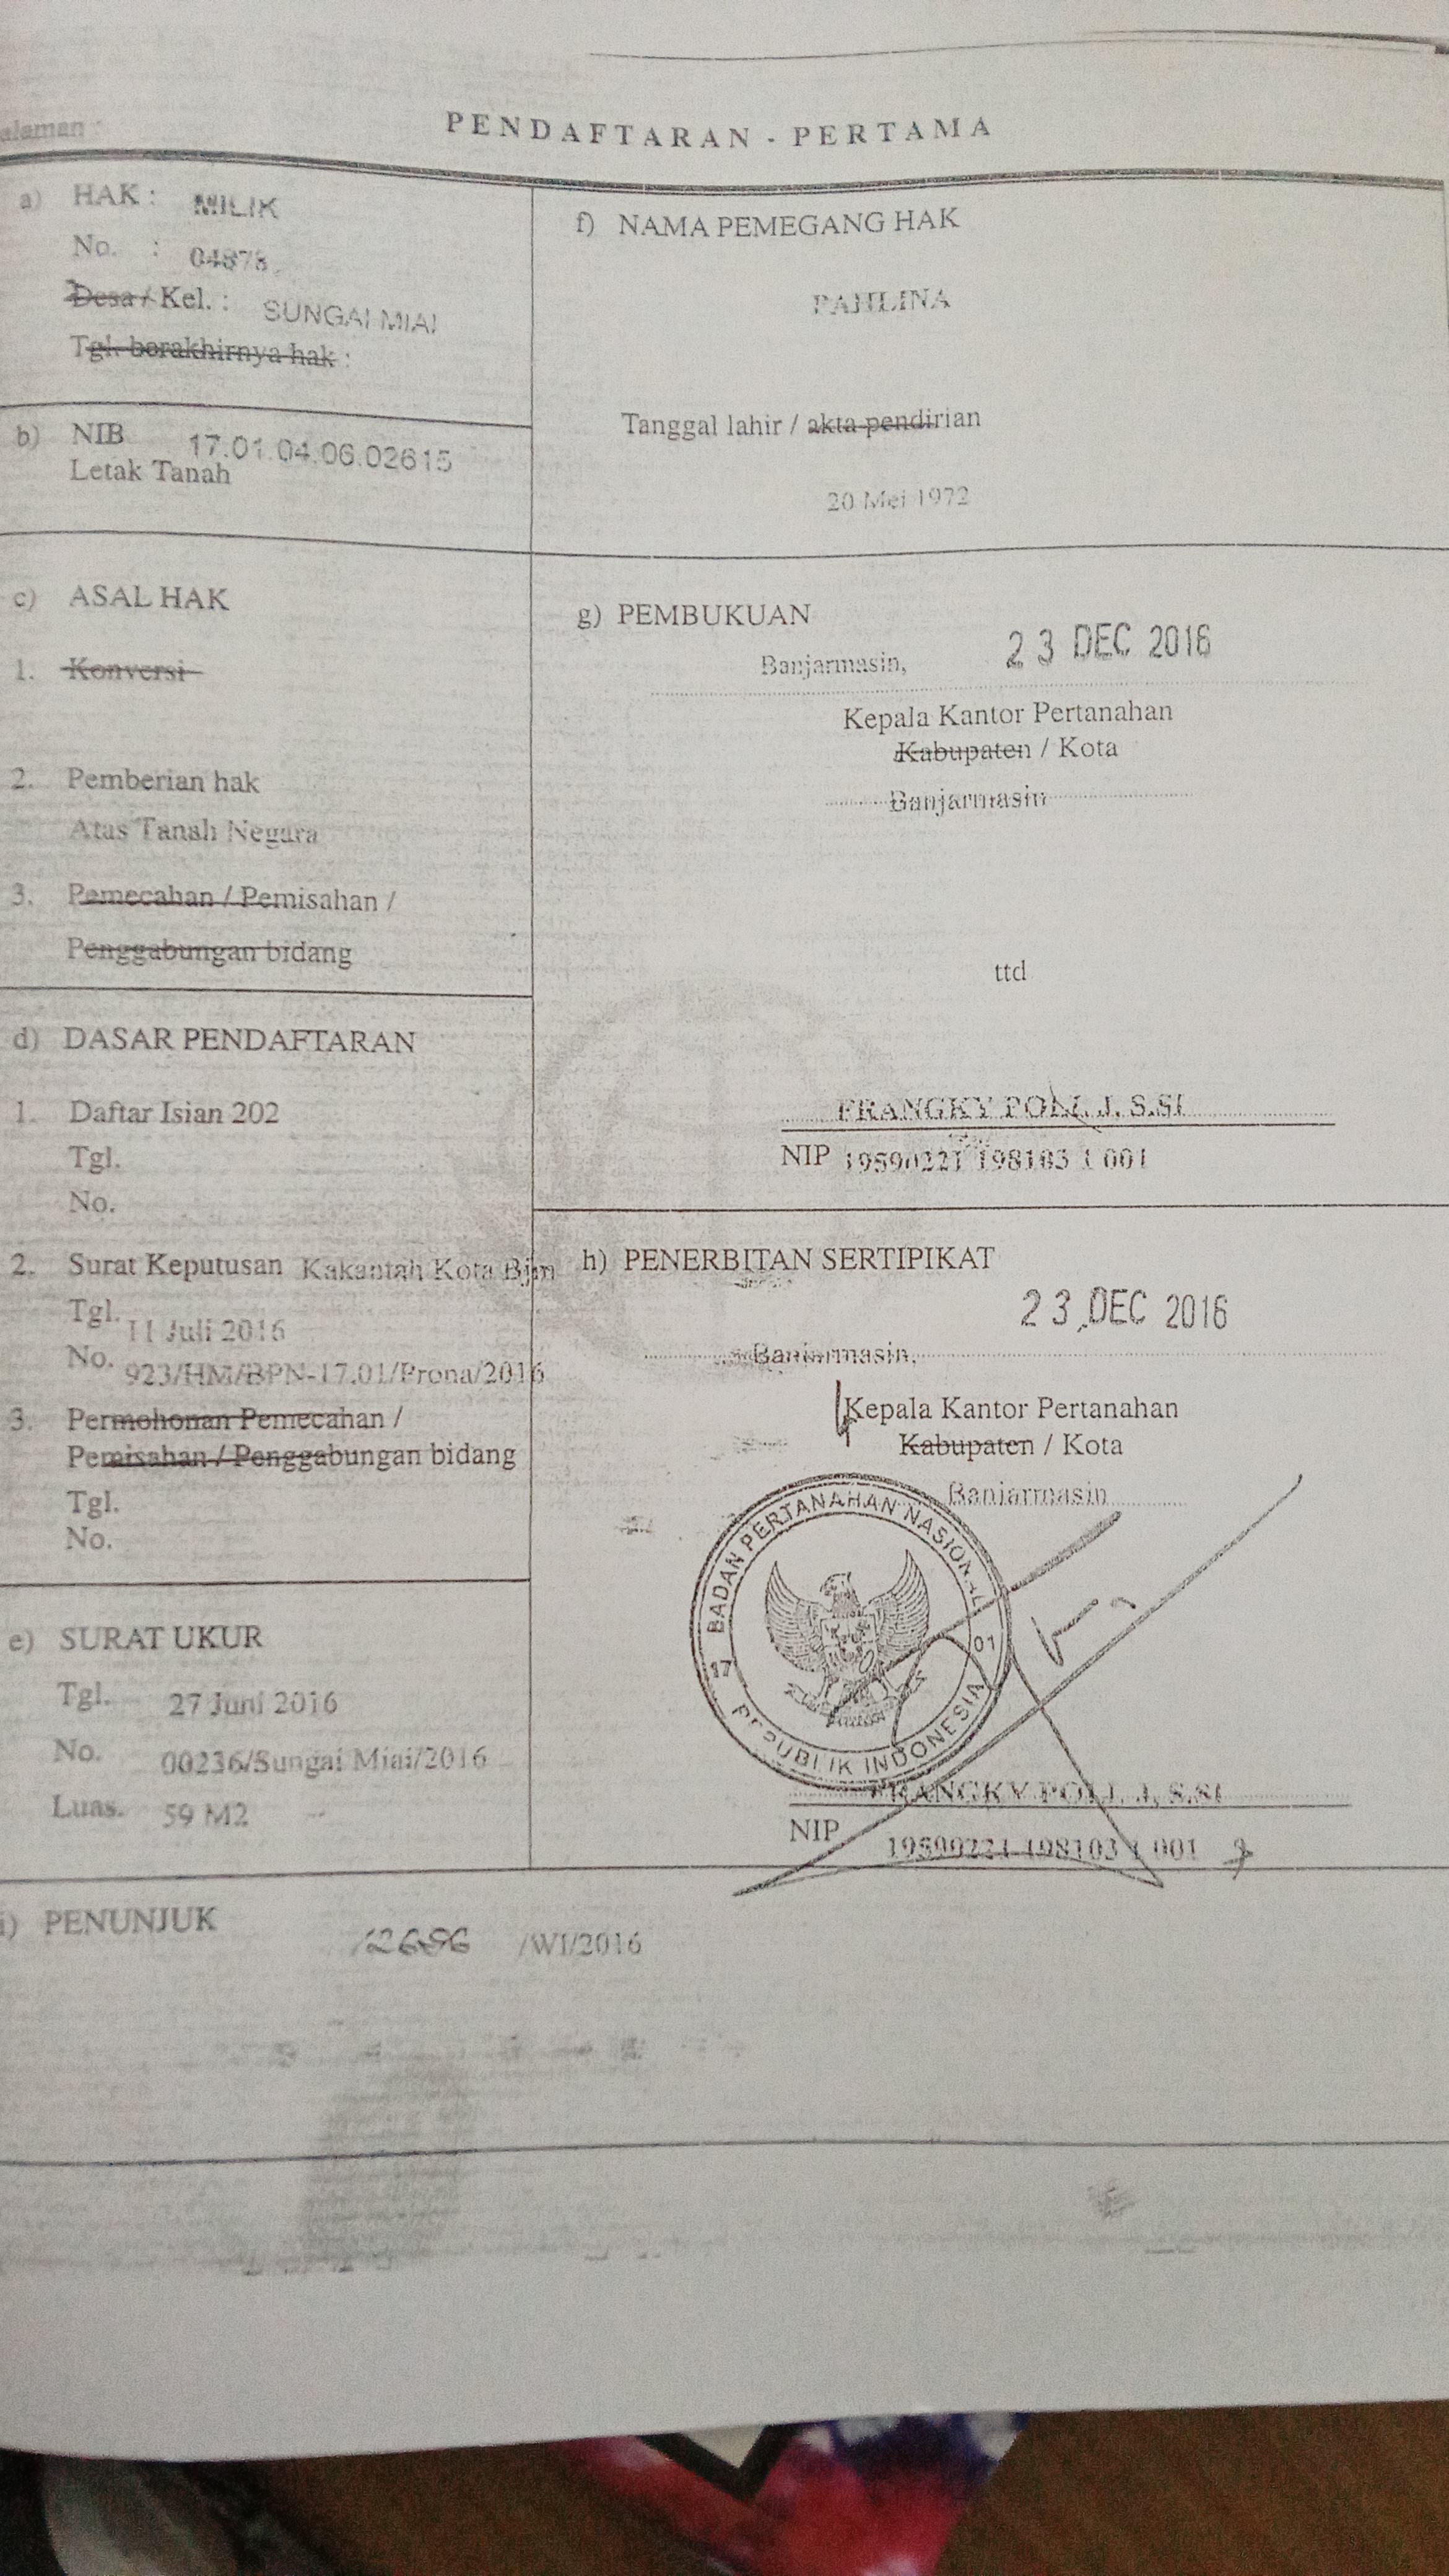 alaman :
PENDAFTARAN - PERTAMA
a) HAK : MILIK
No. : 04878
Desa / Kel. : SUNGAI MIAI
Tgl. berakhirnya hak :
b) NIB 17.01.04.06.02615
Letak Tanah
c) ASAL HAK
1. Konversi
2. Pemberian hak
Atas Tanah Negara
3. Pemecahan / Pemisahan /
Penggabungan bidang
d) DASAR PENDAFTARAN
1. Daftar Isian 202
Tgl.
No.
2. Surat Keputusan Kakantah Kota Bjm
Tgl. 11 Juli 2016
No. 923/HM/BPN-17.01/Prona/2016
3. Permohonan Pemecahan /
Pemisahan / Penggabungan bidang
Tgl.
No.
e) SURAT UKUR
Tgl. 27 Juni 2016
No. 00236/Sungai Miai/2016
Luas. 59 M2
f) NAMA PEMEGANG HAK
PAHLINA
Tanggal lahir / akta pendirian
20 Mei 1972
g) PEMBUKUAN
Banjarmasin, 23 DEC 2016
Kepala Kantor Pertanahan
Kabupaten / Kota
Banjarmasin
ttd
FRANGKY POLI, J, S.SI
NIP 19590221 198103 1 001
h) PENERBITAN SERTIPIKAT
23 DEC 2016
Banjarmasin,
Kepala Kantor Pertanahan
Kabupaten / Kota
Banjarmasin
BADAN PERTANAHAN NASIONAL
17 01
REPUBLIK INDONESIA
FRANGKY POLI, J, S.SI
NIP 19590221 198103 1 001
i) PENUNJUK /WI/2016